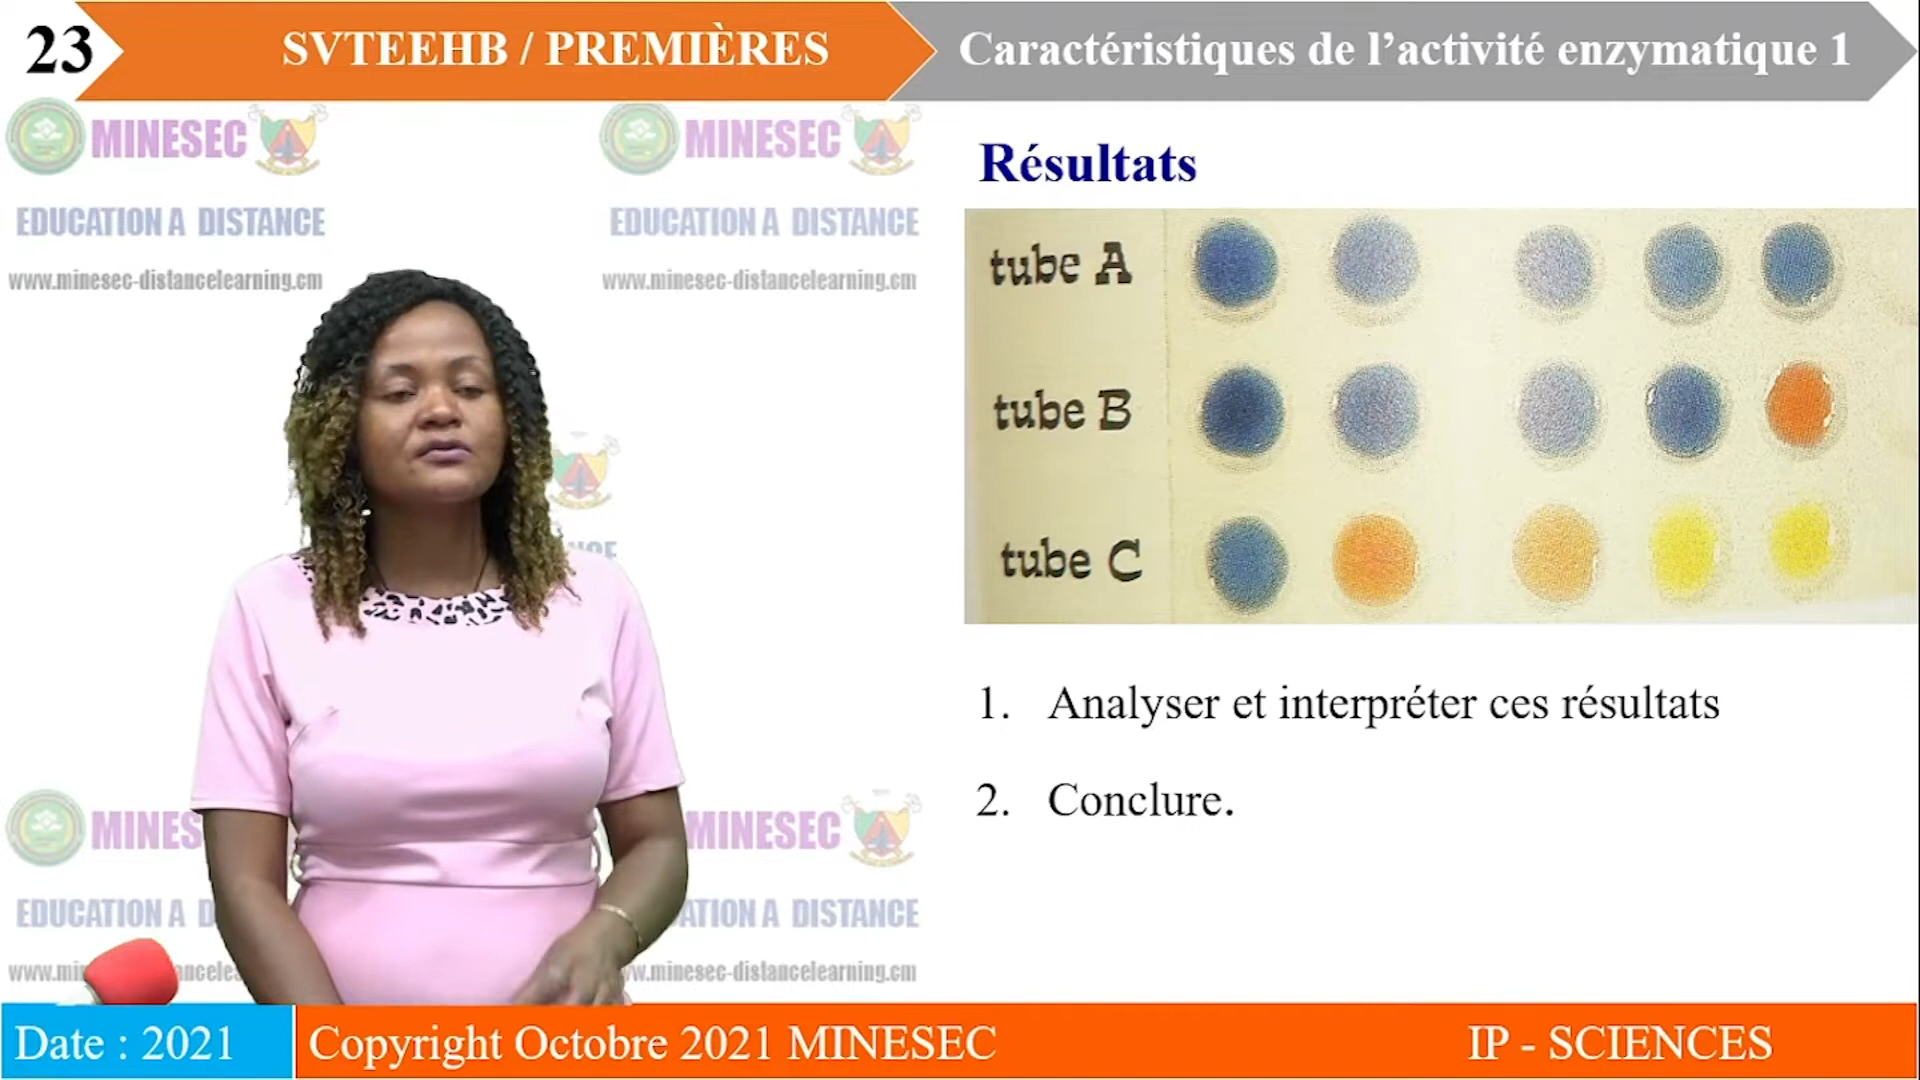 23
SVTEEHB / PREMIÈRES
Caractéristiques de l’activité enzymatique 1
MINESEC
EDUCATION A DISTANCE
www.minesec-distancelearning.cm
MINESEC
EDUCATION A DISTANCE
www.minesec-distancelearning.cm
Résultats
tube A
tube B
tube C
1. Analyser et interpréter ces résultats
2. Conclure.
MINES
EDUCATION A D
MINESEC
ATION A DISTANCE
w.minesec-distancelearning.cm
Date : 2021
Copyright Octobre 2021 MINESEC
IP - SCIENCES